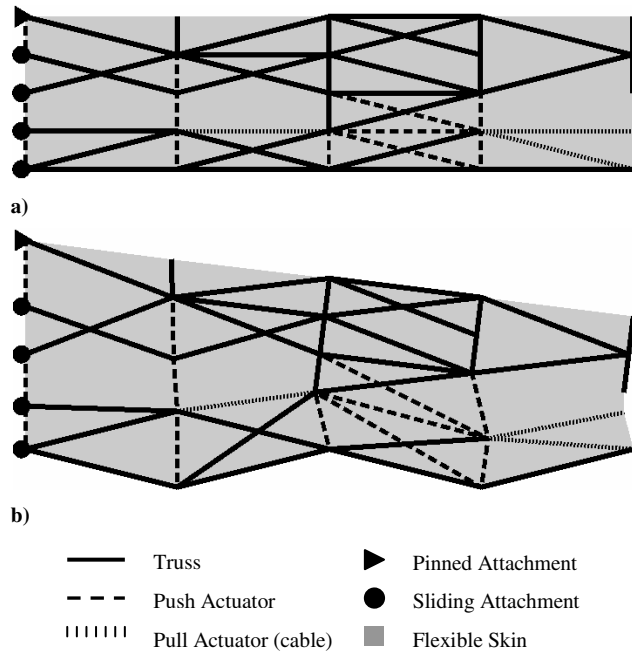 a)
b)
Truss
Pinned Attachment
Push Actuator
Sliding Attachment
Pull Actuator (cable)
Flexible Skin